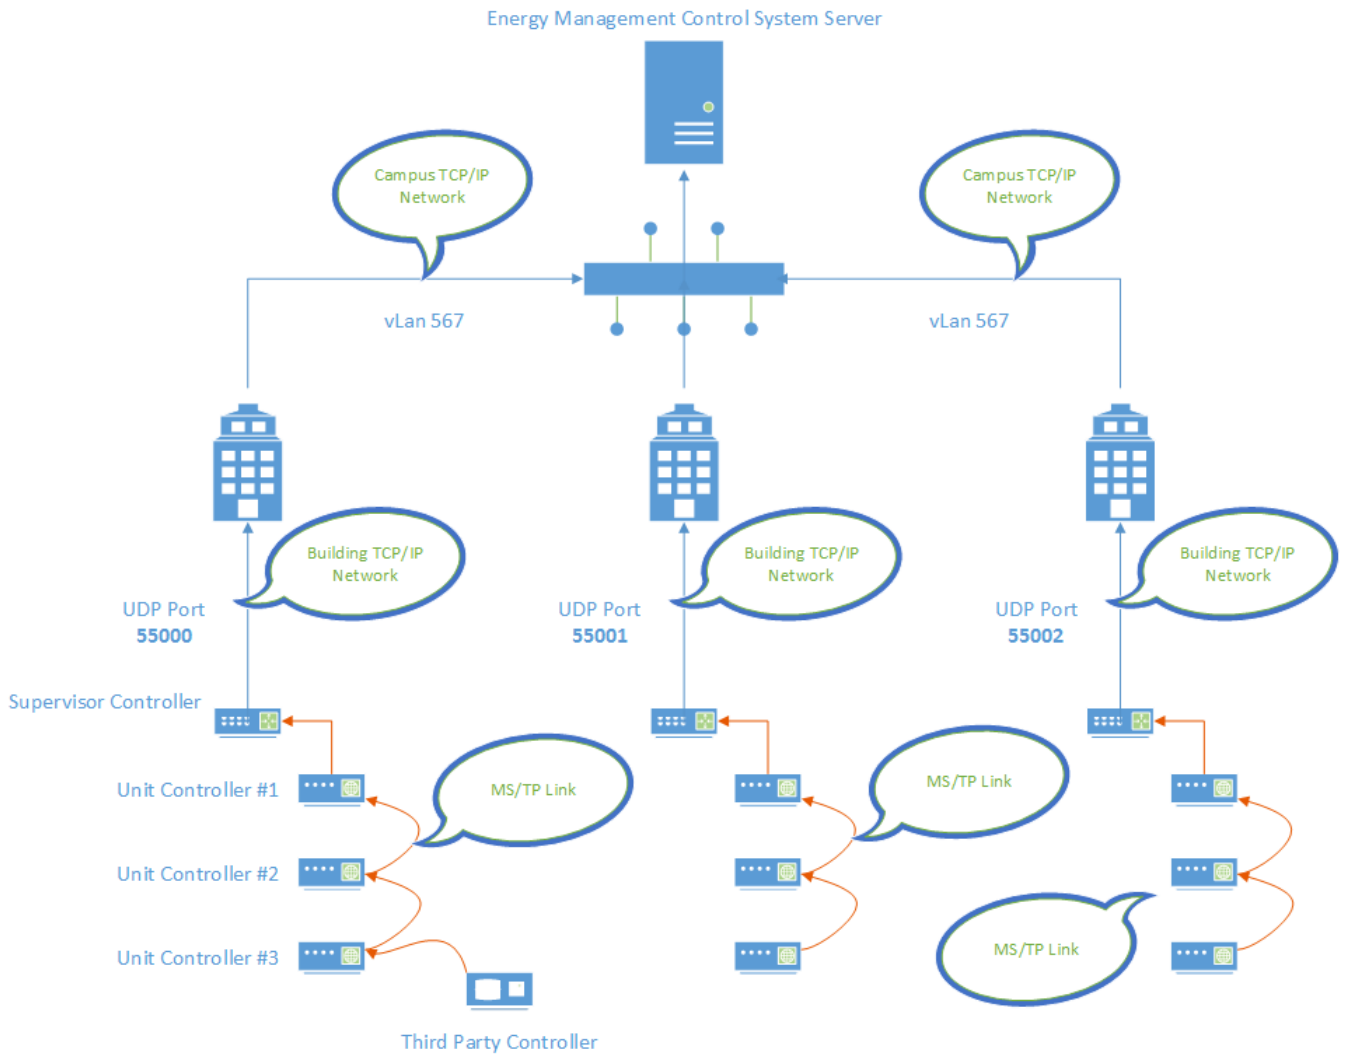 Energy Management Control System Server
Campus TCP/IP
Network
Campus TCP/IP
Network
vLan 567
vLan 567
Building TCP/IP
Network
Building TCP/IP
Network
Building TCP/IP
Network
UDP Port
55000
UDP Port
55001
UDP Port
55002
Supervisor Controller
Unit Controller #1
MS/TP Link
MS/TP Link
Unit Controller #2
Unit Controller #3
MS/TP Link
Third Party Controller